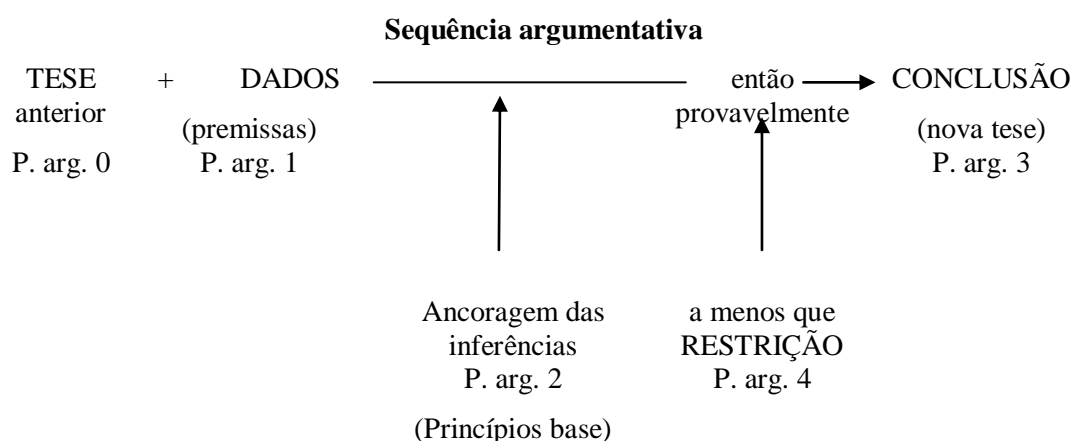 Sequência argumentativa
TESE + DADOS então CONCLUSÃO
anterior (premissas) provavelmente (nova tese)
P. arg. 0 P. arg. 1 P. arg. 3
Ancoragem das a menos que
inferências RESTRIÇÃO
P. arg. 2 P. arg. 4
(Princípios base)